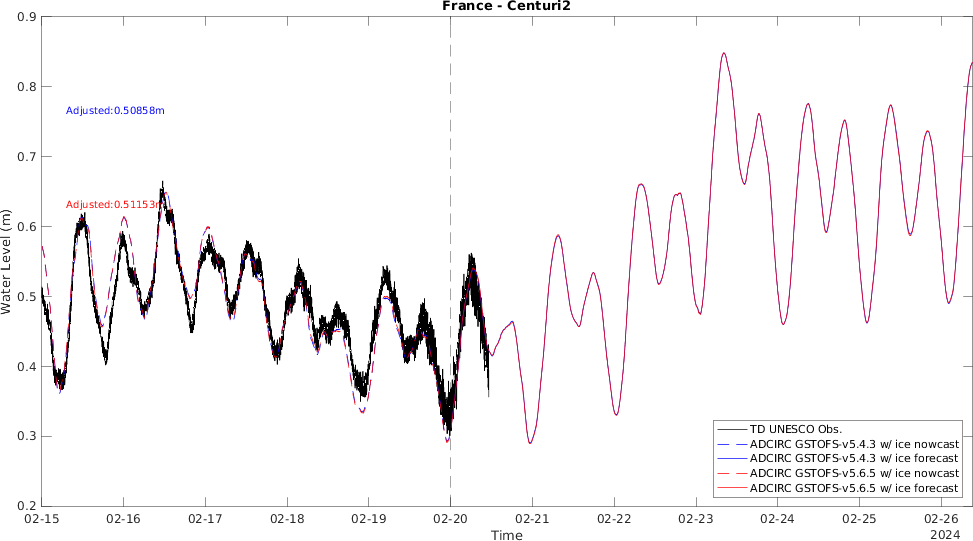 France - Centuri2
0.9
0.8
0.7
0.6
0.5
0.4
0.3
0.2
Water Level (m)
Adjusted:0.50858m
Adjusted:0.51153m
TD UNESCO Obs.
ADCIRC GSTOFS-v5.4.3 w/ ice nowcast
ADCIRC GSTOFS-v5.4.3 w/ ice forecast
ADCIRC GSTOFS-v5.6.5 w/ ice nowcast
ADCIRC GSTOFS-v5.6.5 w/ ice forecast
02-15 02-16 02-17 02-18 02-19 02-20 02-21 02-22 02-23 02-24 02-25 02-26
Time
2024